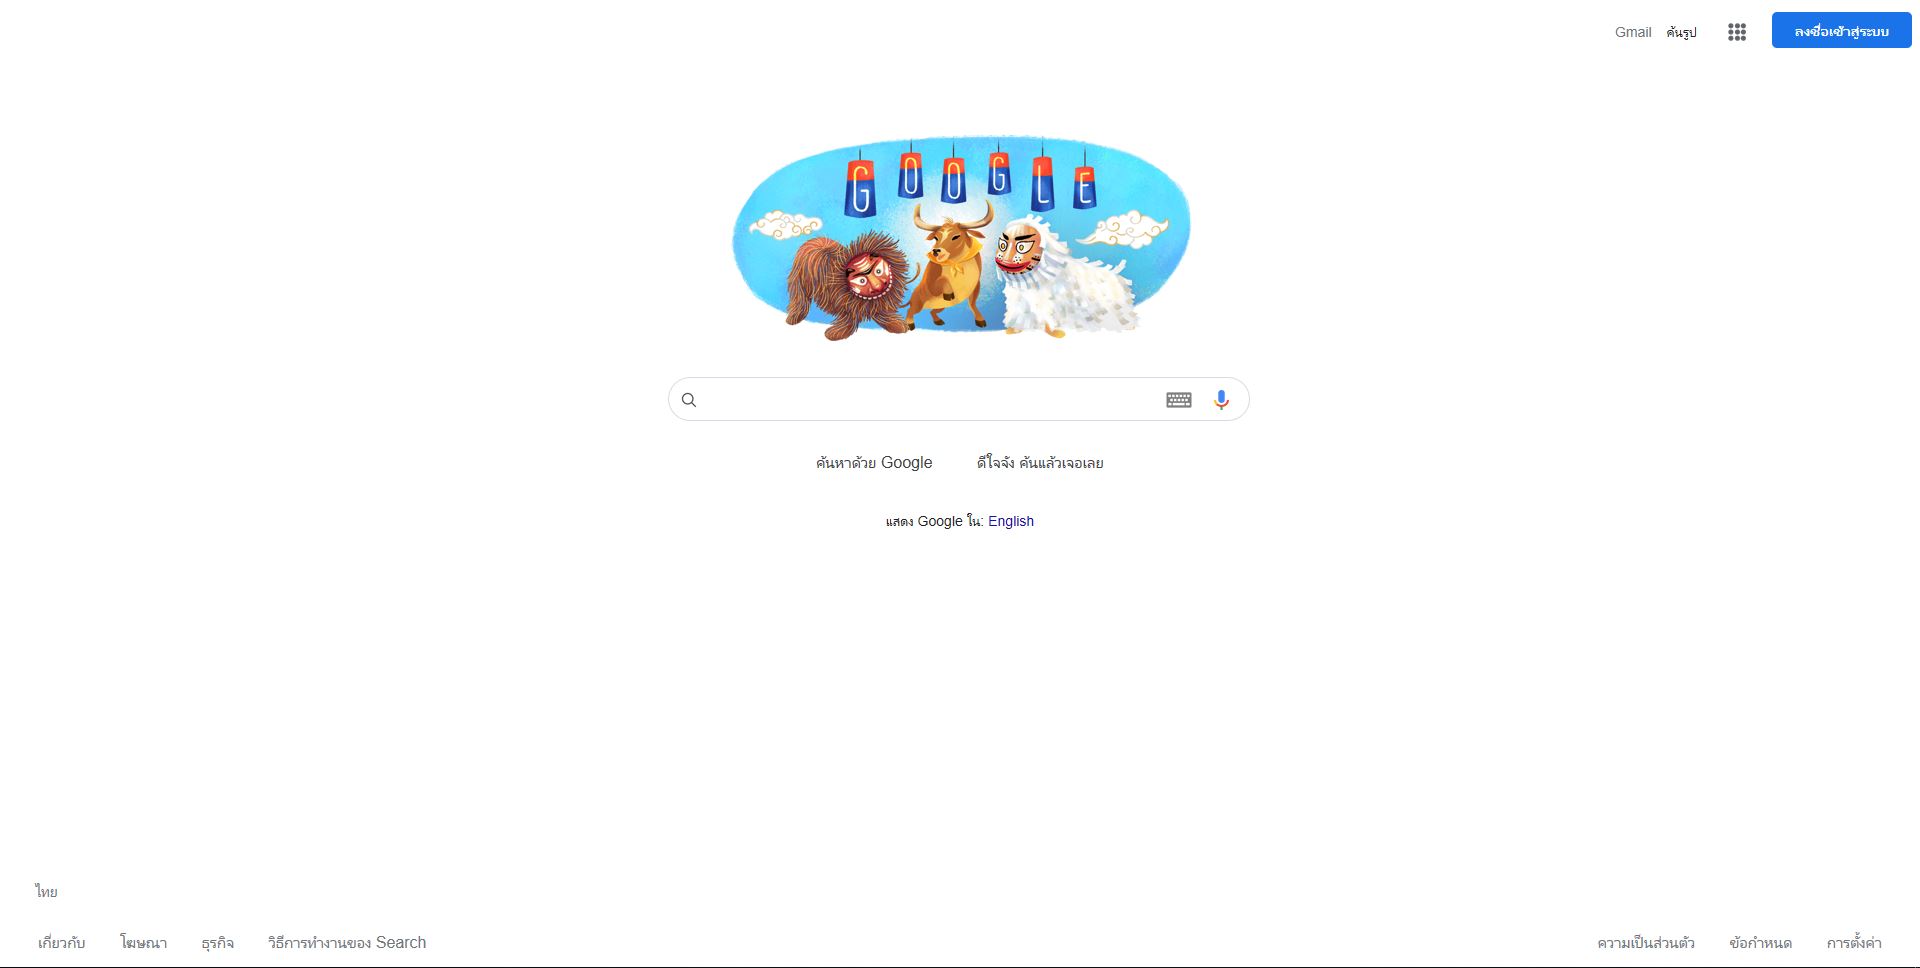 Gmail ค้นรูป ลงชื่อเข้าสู่ระบบ
GOOGLE
ค้นหาด้วย Google ดีใจจัง ค้นแล้วเจอเลย
แสดง Google ใน: English
ไทย
เกี่ยวกับ โฆษณา ธุรกิจ วิธีการทำงานของ Search ความเป็นส่วนตัว ข้อกำหนด การตั้งค่า